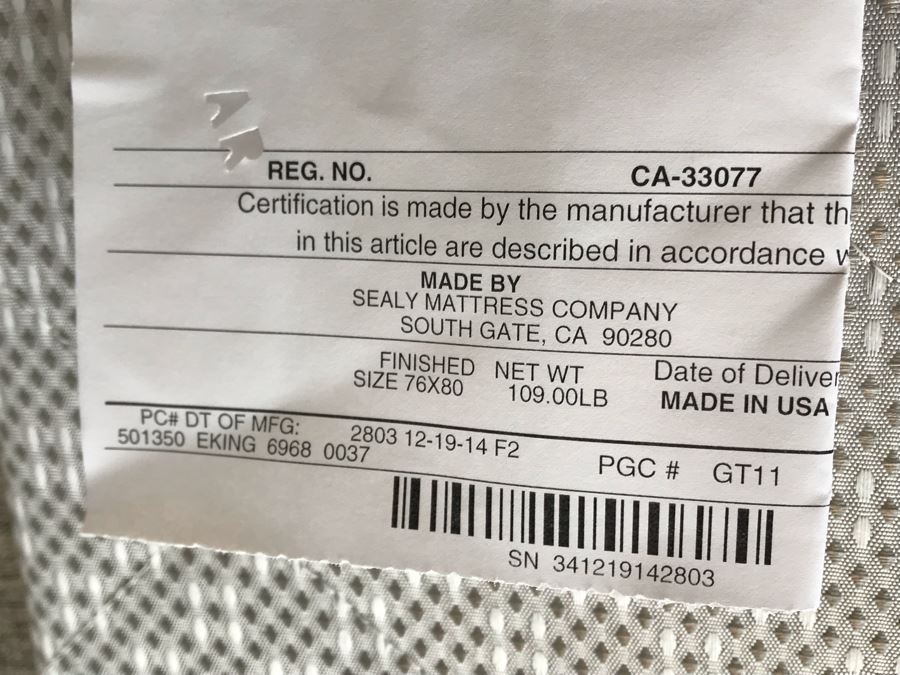 REG. NO. CA-33077
Certification is made by the manufacturer that th
in this article are described in accordance
MADE BY
SEALY MATTRESS COMPANY
SOUTH GATE, CA 90280
FINISHED NET WT Date of Deliver
SIZE 76X80 109.00LB MADE IN USA
PC# DT OF MFG: 2803 12-19-14 F2
501350 EKING 6968 0037
PGC # GT11
SN 341219142803